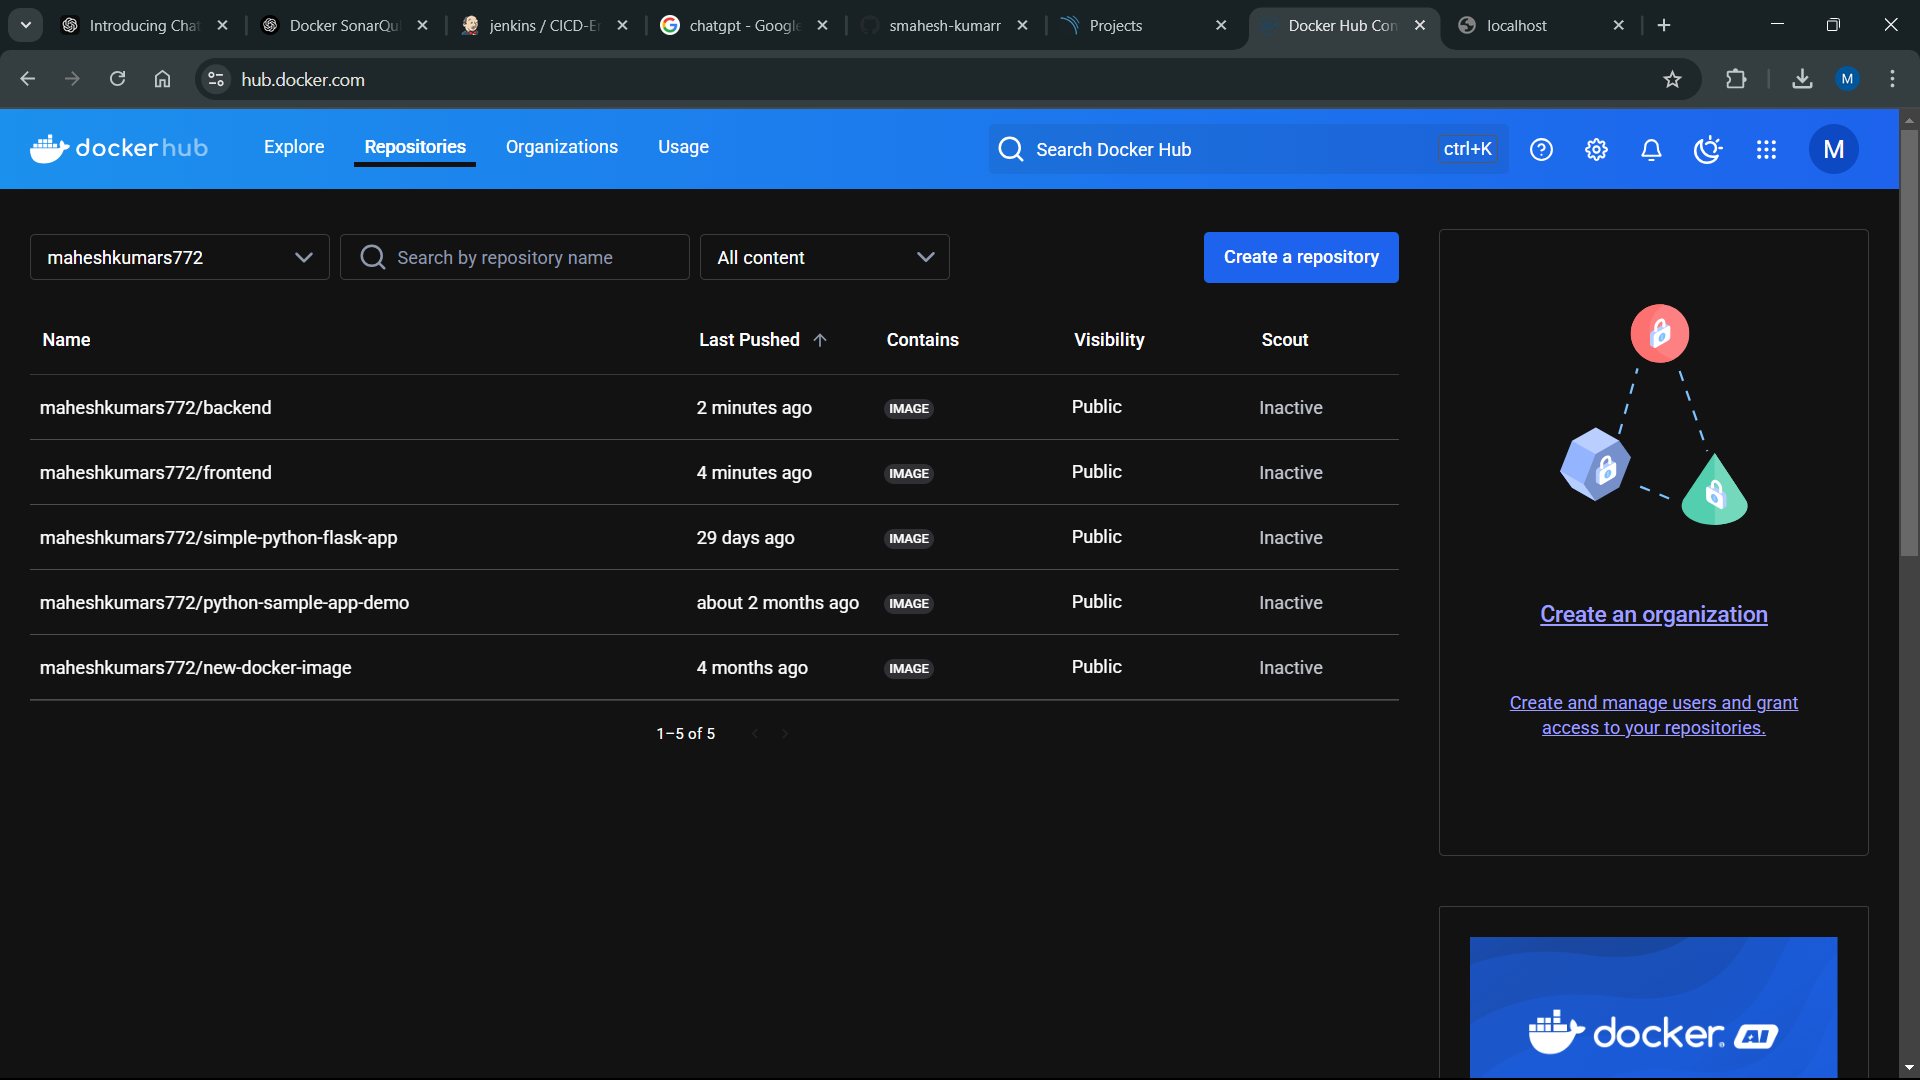 Introducing Chat
Docker SonarQu
jenkins / CICD-Er
chatgpt - Google
smahesh-kumarr
Projects
Docker Hub Con
localhost
hub.docker.com
M
dockerhub
Explore
Repositories
Organizations
Usage
Search Docker Hub
ctrl+K
M
maheshkumars772
Search by repository name
All content
Create a repository
Name Last Pushed Contains Visibility Scout
maheshkumars772/backend 2 minutes ago IMAGE Public Inactive
maheshkumars772/frontend 4 minutes ago IMAGE Public Inactive
maheshkumars772/simple-python-flask-app 29 days ago IMAGE Public Inactive
maheshkumars772/python-sample-app-demo about 2 months ago IMAGE Public Inactive
maheshkumars772/new-docker-image 4 months ago IMAGE Public Inactive
1–5 of 5
Create an organization
Create and manage users and grant
access to your repositories.
docker AI